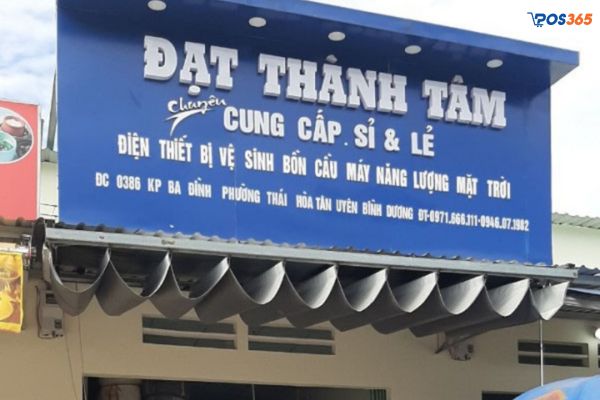 POS365
ĐẠT THÀNH TÂM
Chuyên
CUNG CẤP SỈ & LẺ
ĐIỆN THIẾT BỊ VỆ SINH BỒN CẦU MÁY NĂNG LƯỢNG MẶT TRỜI
ĐC 0386 KP BA ĐÌNH PHƯỜNG THÁI HÒA TÂN UYÊN BÌNH DƯƠNG ĐT-0971.666.111-0946.07.1982